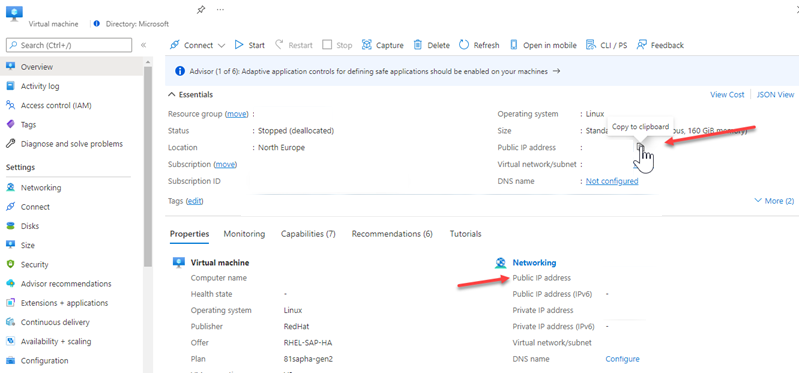 Virtual machine
Directory: Microsoft
Search (Ctrl+/)
Connect
Start
Restart
Stop
Capture
Delete
Refresh
Open in mobile
CLI / PS
Feedback
Overview
Activity log
Access control (IAM)
Tags
Diagnose and solve problems
Settings
Networking
Connect
Disks
Size
Security
Advisor recommendations
Extensions + applications
Continuous delivery
Availability + scaling
Configuration
Advisor (1 of 6): Adaptive application controls for defining safe applications should be enabled on your machines
Essentials
View Cost
JSON View
Resource group (move) :
Status : Stopped (deallocated)
Location : North Europe
Subscription (move) :
Subscription ID :
Tags (edit) :
Operating system : Linux
Copy to clipboard
Size : 160 GiB memory)
Public IP address :
Virtual network/subnet :
DNS name : Not configured
More (2)
Properties
Monitoring
Capabilities (7)
Recommendations (6)
Tutorials
Virtual machine
Computer name
Health state -
Operating system Linux
Publisher RedHat
Offer RHEL-SAP-HA
Plan 81sapha-gen2
Networking
Public IP address
Public IP address (IPv6) -
Private IP address
Private IP address (IPv6) -
Virtual network/subnet
DNS name Configure